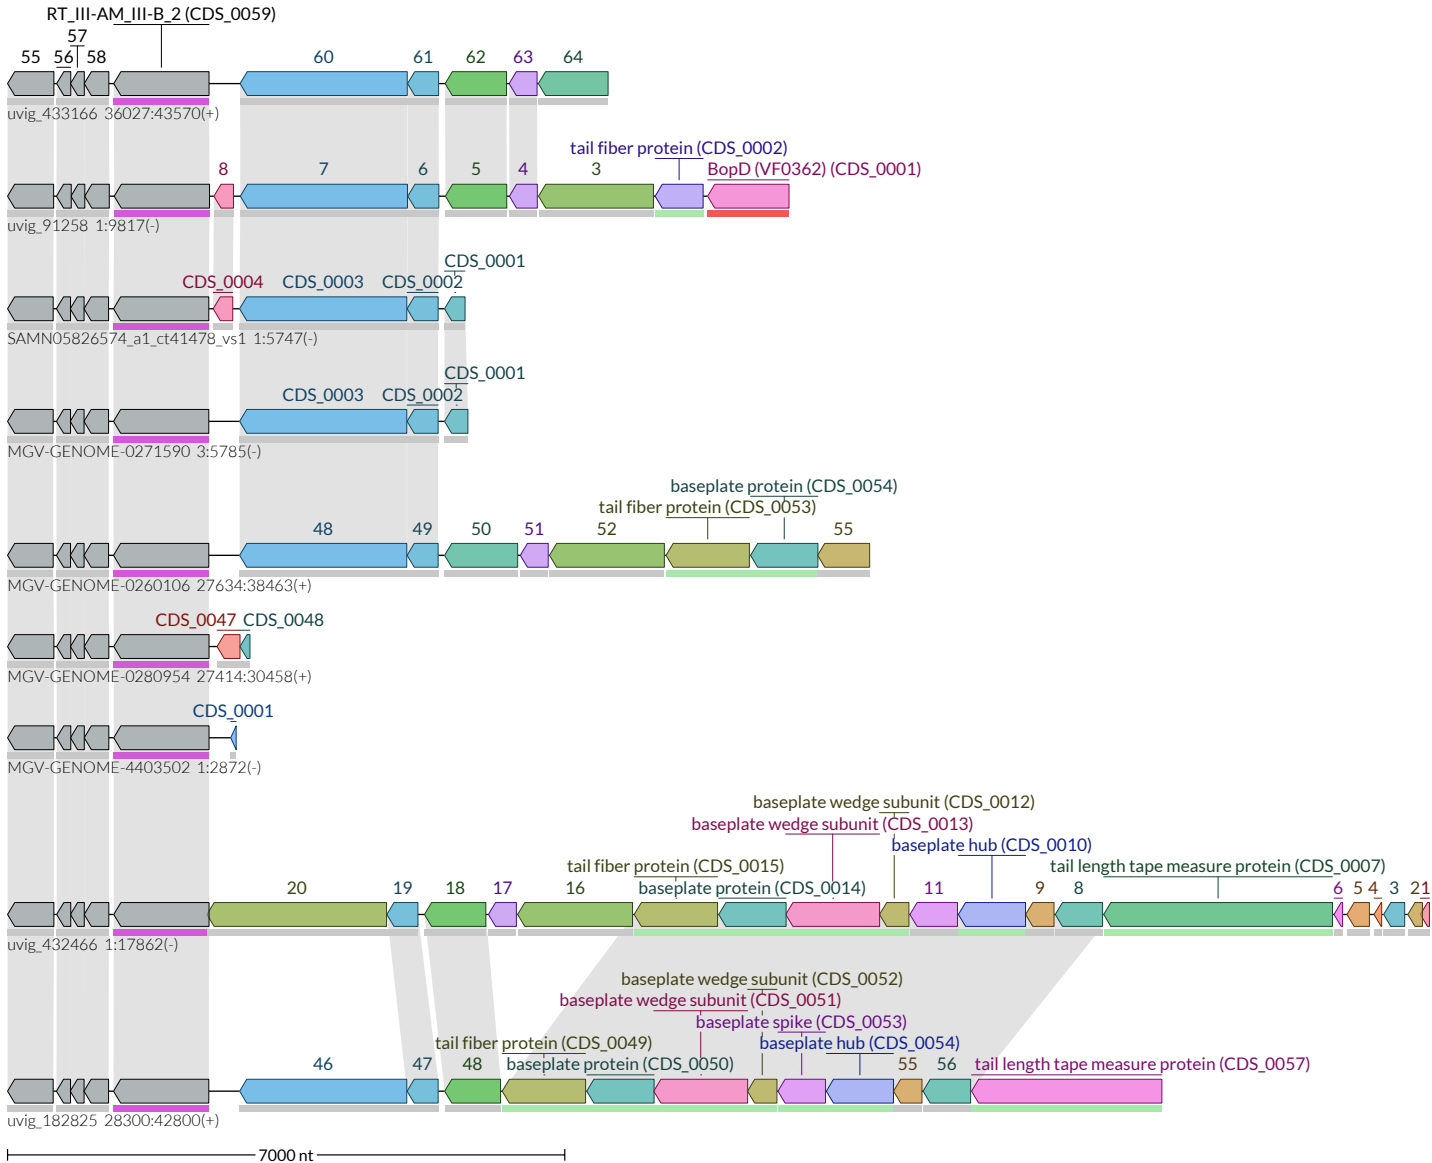 RT_III-AM_III-B_2 (CDS_0059)
57
55 56 58 60 61 62 63 64
uvig_433166 36027:43570(+)
tail fiber protein (CDS_0002)
8 7 6 5 4 3 BopD (VF0362) (CDS_0001)
uvig_91258 1:9817(-)
CDS_0001
CDS_0004 CDS_0003 CDS_0002
SAMN05826574_a1_ct41478_vs1 1:5747(-)
CDS_0001
CDS_0003 CDS_0002
MGV-GENOME-0271590 3:5785(-)
baseplate protein (CDS_0054)
tail fiber protein (CDS_0053)
48 49 50 51 52 55
MGV-GENOME-0260106 27634:38463(+)
CDS_0047 CDS_0048
MGV-GENOME-0280954 27414:30458(+)
CDS_0001
MGV-GENOME-4403502 1:2872(-)
baseplate wedge subunit (CDS_0012)
baseplate wedge subunit (CDS_0013)
baseplate hub (CDS_0010)
tail fiber protein (CDS_0015) tail length tape measure protein (CDS_0007)
20 19 18 17 16 baseplate protein (CDS_0014) 11 9 8 6 5 4 3 2 1
uvig_432466 1:17862(-)
baseplate wedge subunit (CDS_0052)
baseplate wedge subunit (CDS_0051)
baseplate spike (CDS_0053)
tail fiber protein (CDS_0049) baseplate hub (CDS_0054)
46 47 48 baseplate protein (CDS_0050) 55 56 tail length tape measure protein (CDS_0057)
uvig_182825 28300:42800(+)
7000 nt